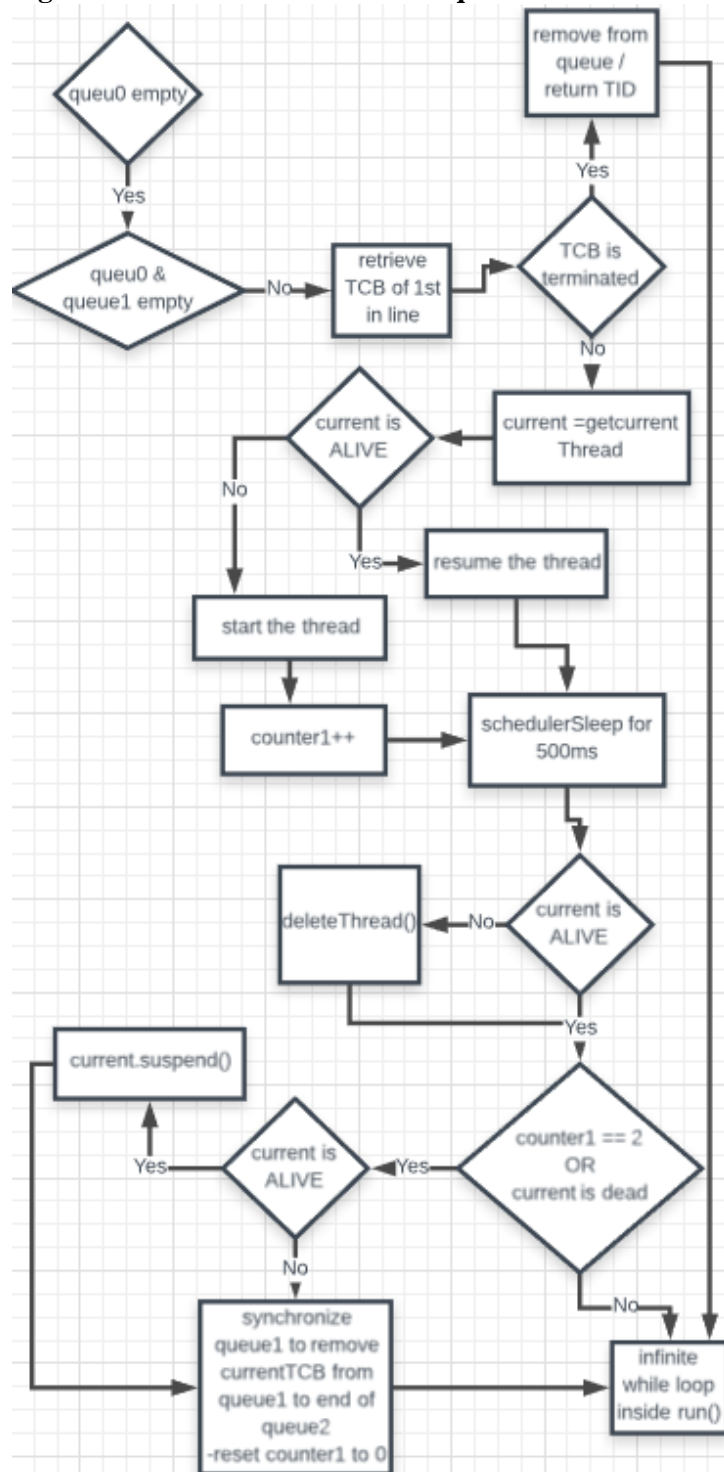 remove from
queue /
return TID
queu0 empty
Yes
Yes
queu0 &
queue1 empty
No
retrieve
TCB of 1st
in line
TCB is
terminated
No
current =getcurrent
Thread
current is
ALIVE
No
Yes
resume the thread
start the thread
counter1++
schedulerSleep for
500ms
current is
ALIVE
No
deleteThread()
Yes
current.suspend()
counter1 == 2
OR
current is dead
Yes
current is
ALIVE
Yes
No
No
synchronize
queue1 to remove
currentTCB from
queue1 to end of
queue2
-reset counter1 to 0
infinite
while loop
inside run()